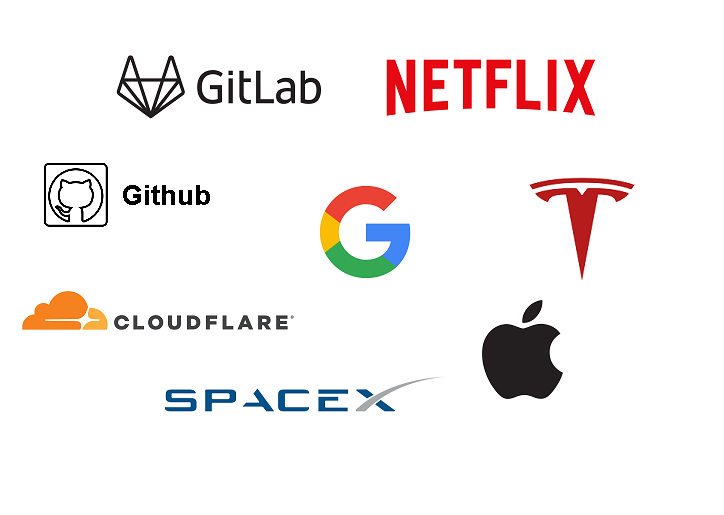 GitLab
NETFLIX
Github
CLOUDFLARE®
SPACEX